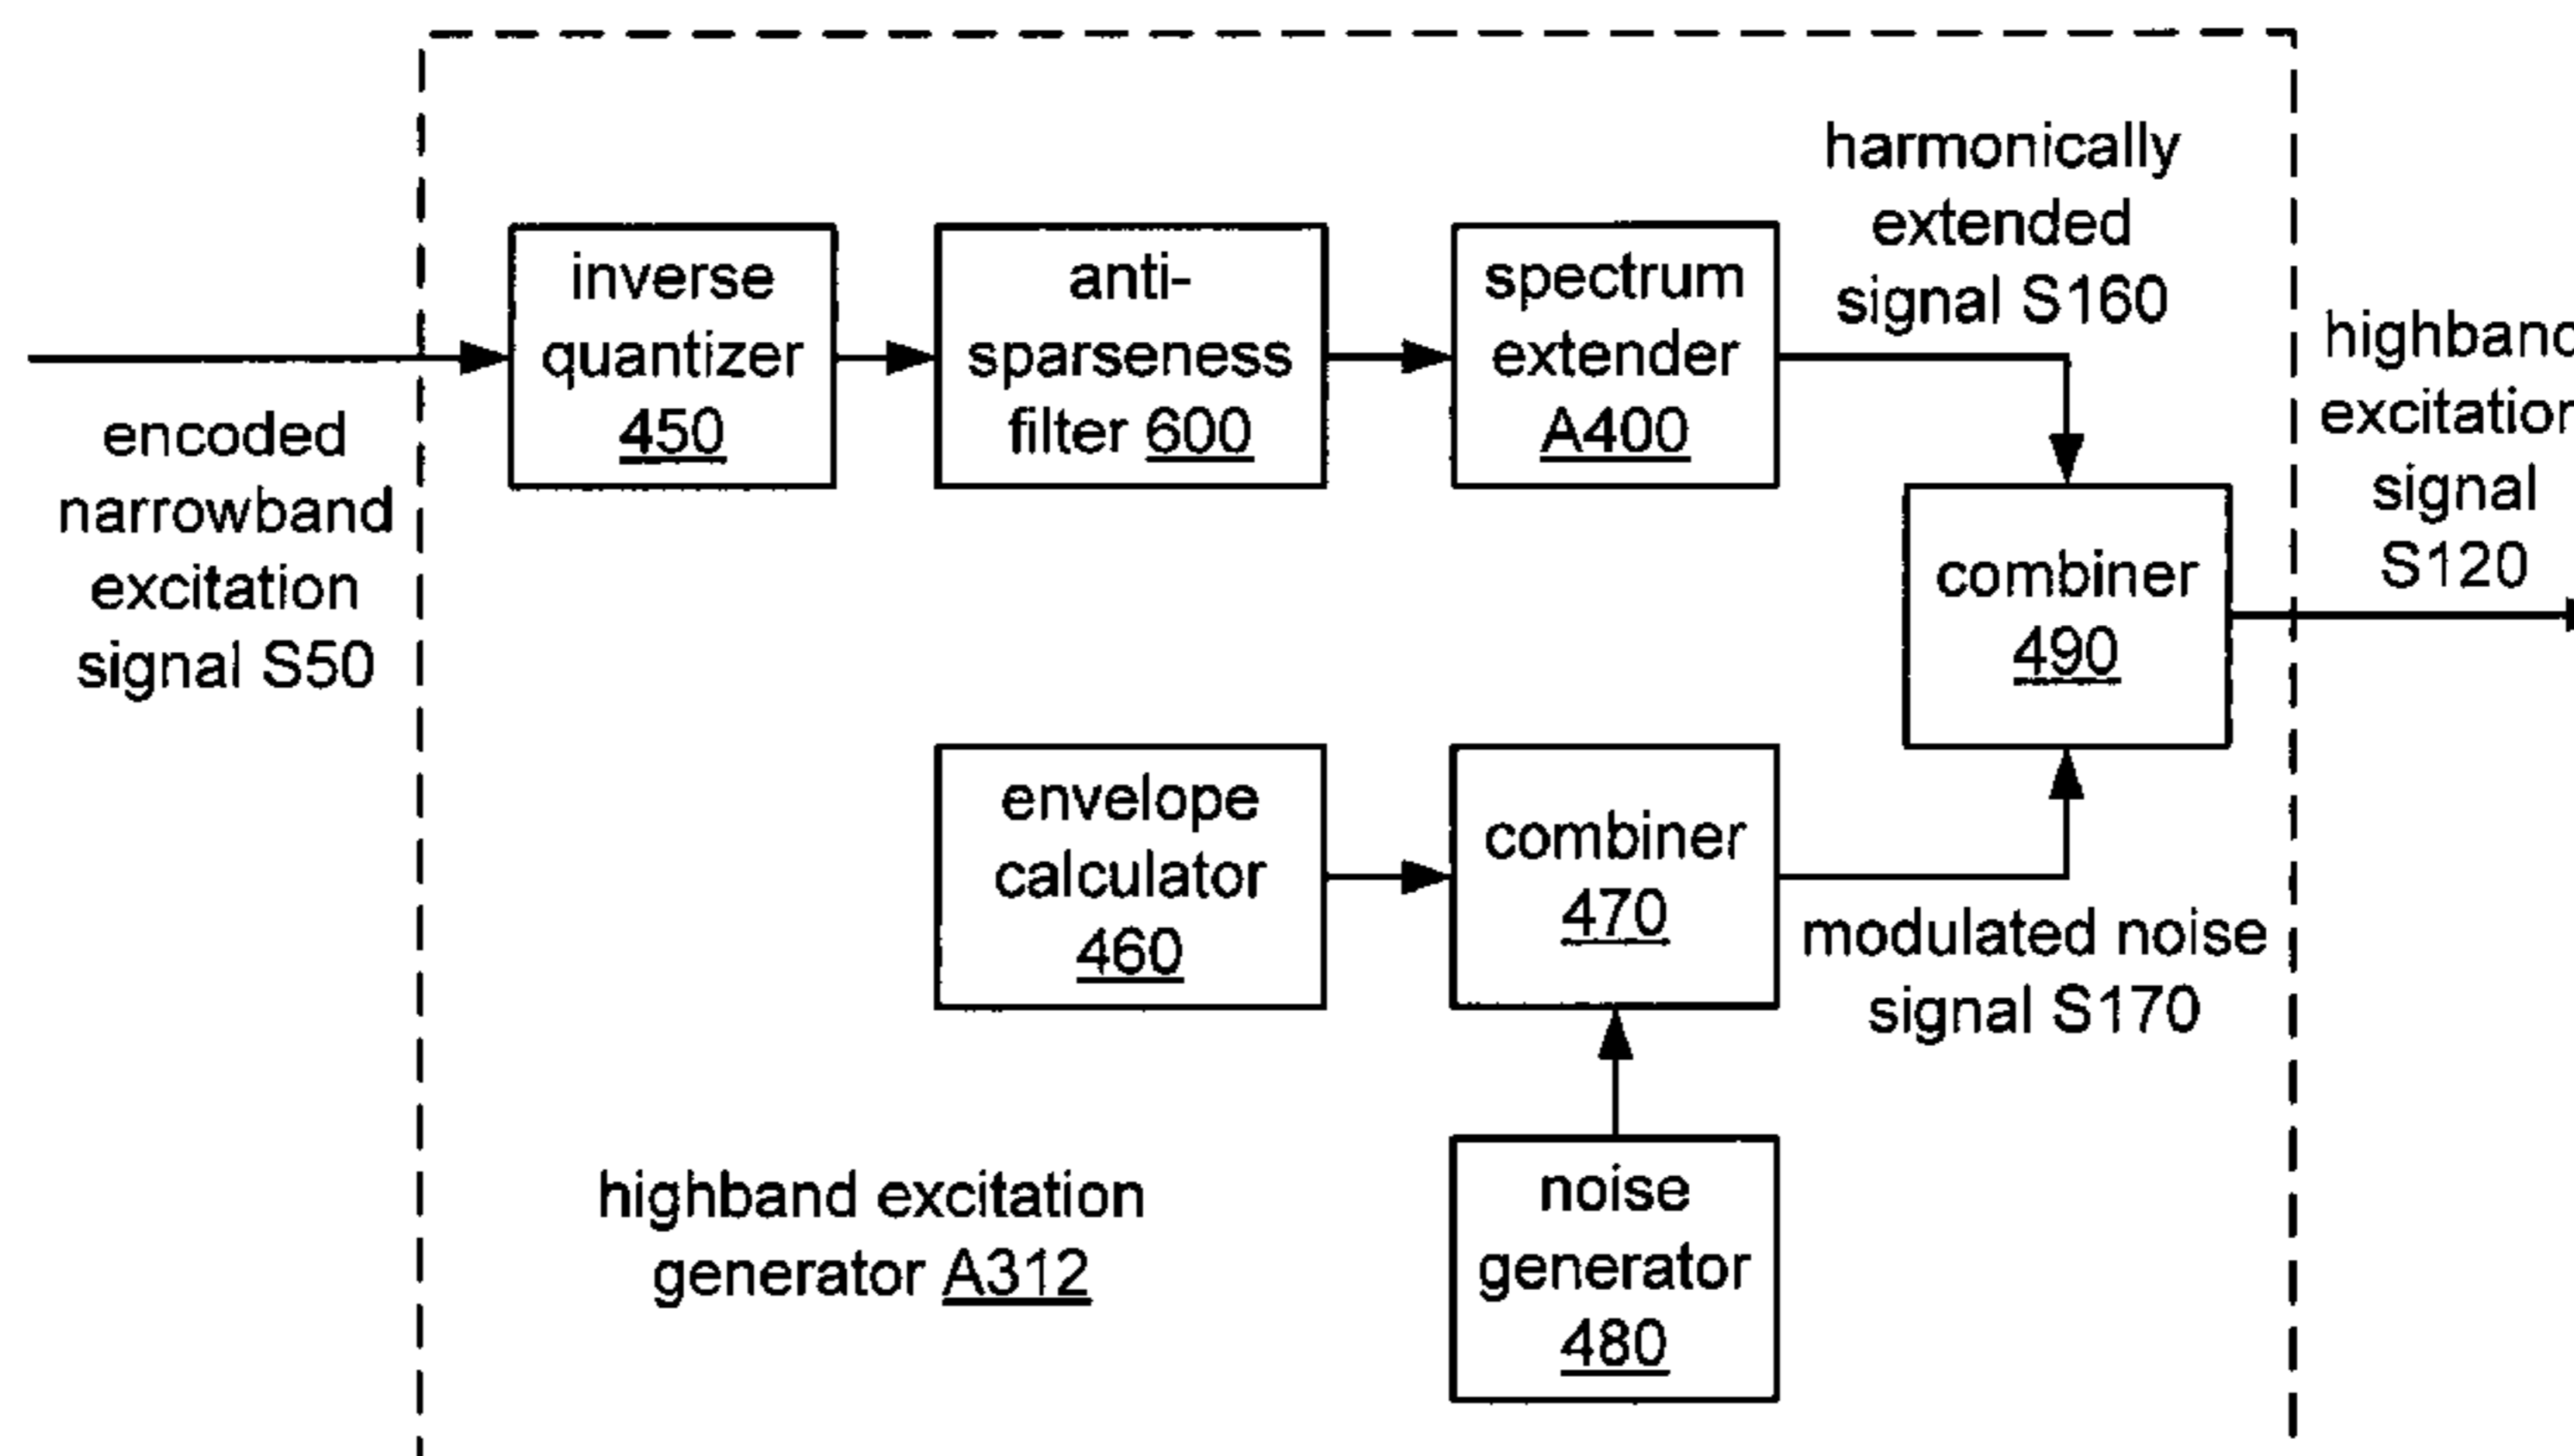 harmonically
extended
signal S160
inverse
quantizer
450
anti-
sparseness
filter 600
spectrum
extender
A400
encoded
narrowband
excitation
signal S50
highband
excitation
signal
S120
combiner
490
envelope
calculator
460
combiner
470
modulated noise
signal S170
noise
generator
480
highband excitation
generator A312